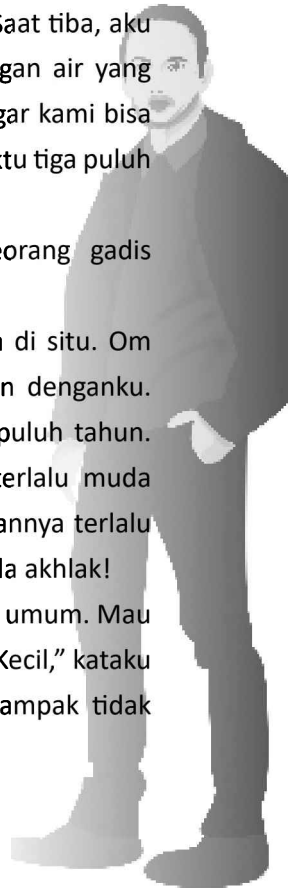 Saat tiba, aku
gan air yang
gar kami bisa
ktu tiga puluh
eorang gadis
di situ. Om
n denganku.
puluh tahun.
terlalu muda
annya terlalu
da akhlak!
umum. Mau
Kecil,” kataku
ampak tidak